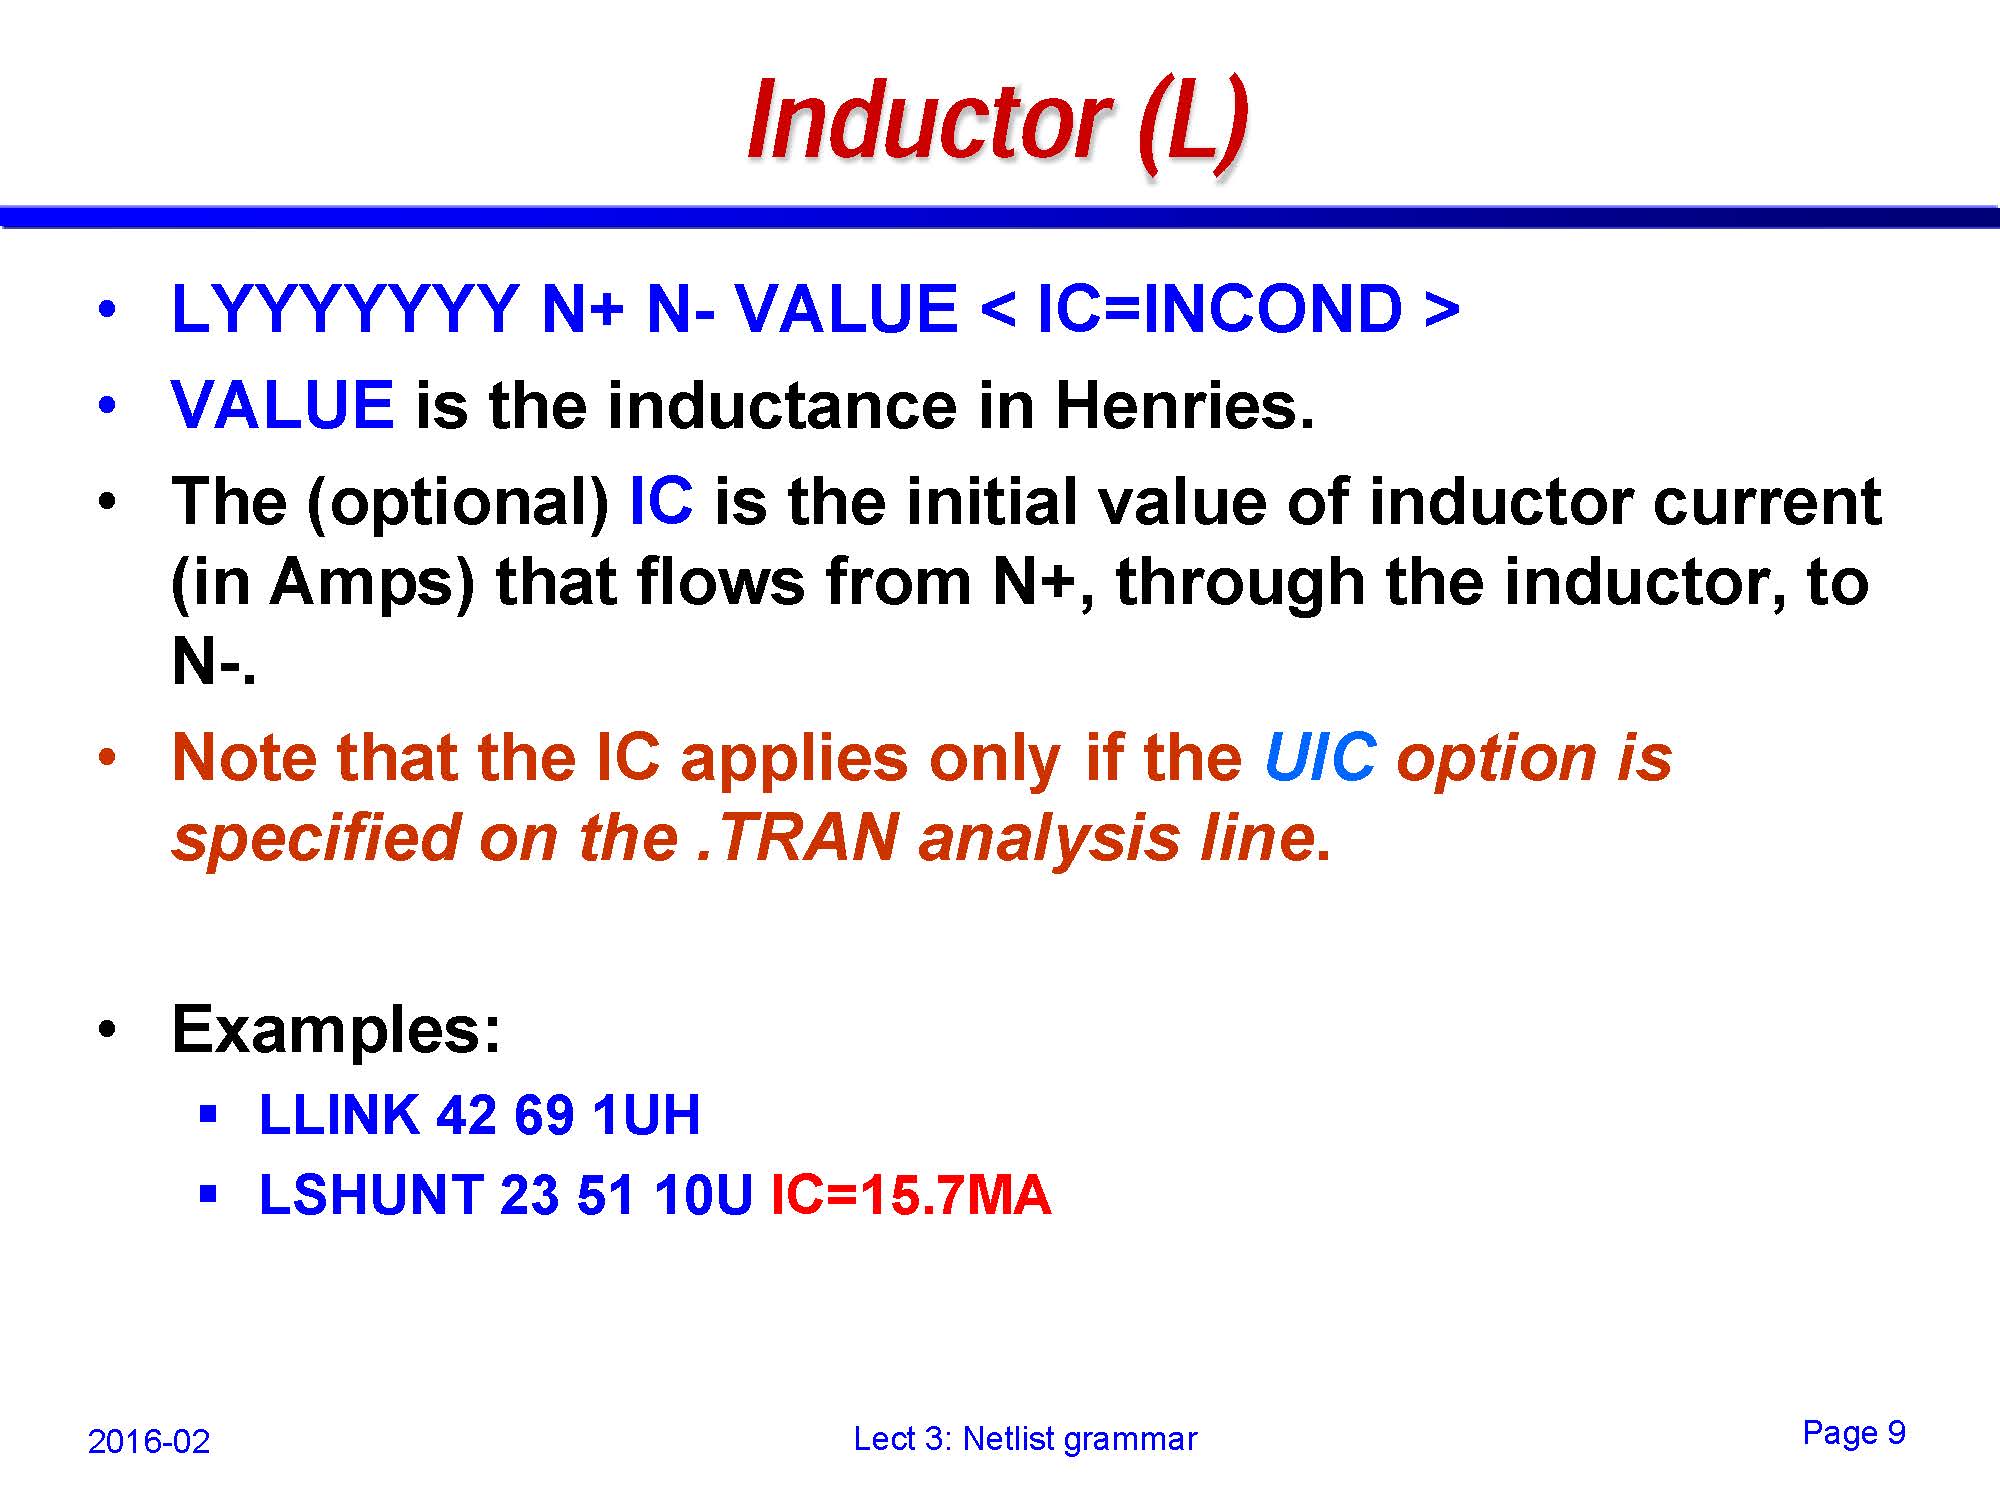 Inductor (L)
• LYYYYYYY N+ N- VALUE < IC=INCOND >
• VALUE is the inductance in Henries.
• The (optional) IC is the initial value of inductor current
(in Amps) that flows from N+, through the inductor, to
N-.
• Note that the IC applies only if the UIC option is
specified on the .TRAN analysis line.
• Examples:
▪ LLINK 42 69 1UH
▪ LSHUNT 23 51 10U IC=15.7MA
2016-02
Lect 3: Netlist grammar
Page 9